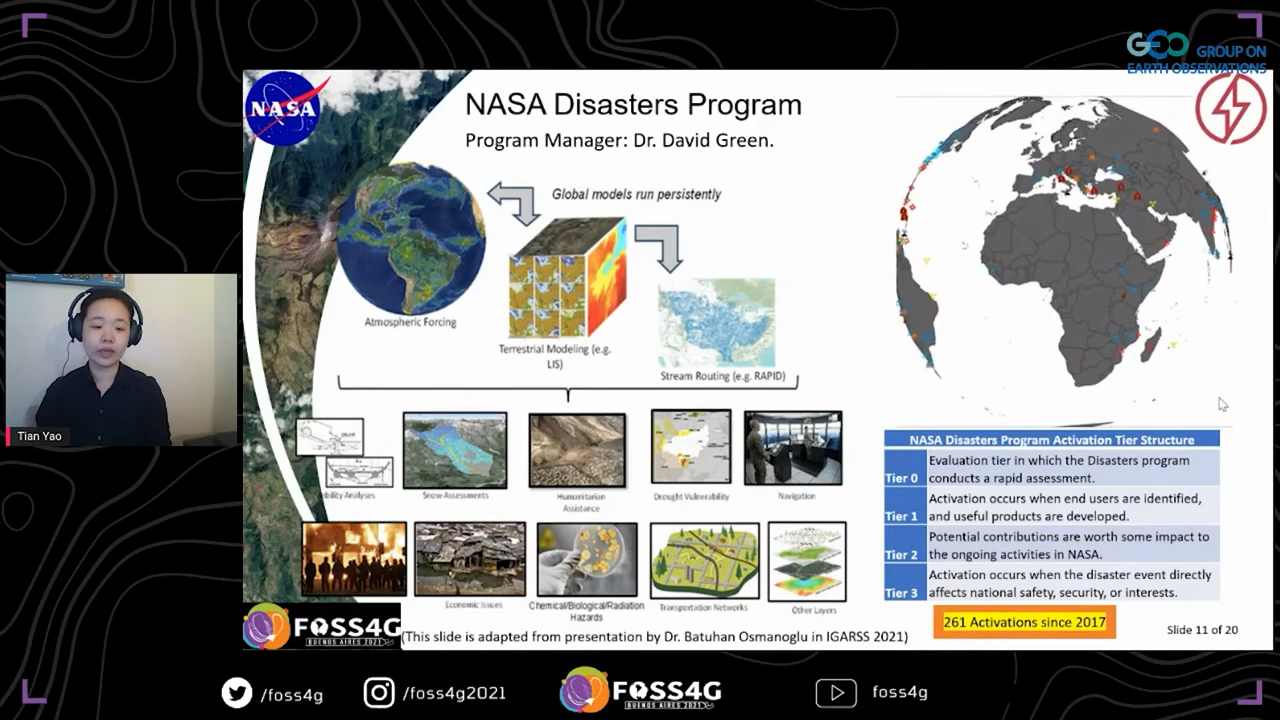 GEO GROUP ON
EARTH OBSERVATIONS
NASA
NASA Disasters Program
Program Manager: Dr. David Green.
Global models run persistently
Atmospheric Forcing
Terrestrial Modeling (e.g.
LIS)
Stream Routing (e.g. RAPID)
bility Analyses
Snow Assessments
Humanitarian
Assistance
Drought Vulnerability
Navigation
Economic Issues
Chemical/Biological/Radiation
Hazards
Transportation Networks
Other Layers
NASA Disasters Program Activation Tier Structure
Tier 0 Evaluation tier in which the Disasters program
conducts a rapid assessment.
Tier 1 Activation occurs when end users are identified,
and useful products are developed.
Tier 2 Potential contributions are worth some impact to
the ongoing activities in NASA.
Tier 3 Activation occurs when the disaster event directly
affects national safety, security, or interests.
261 Activations since 2017
Slide 11 of 20
FOSS4G
BUENOS AIRES 2021
(This slide is adapted from presentation by Dr. Batuhan Osmanoglu in IGARSS 2021)
Tian Yao
/foss4g
/foss4g2021
FOSS4G
BUENOS AIRES 2021
foss4g